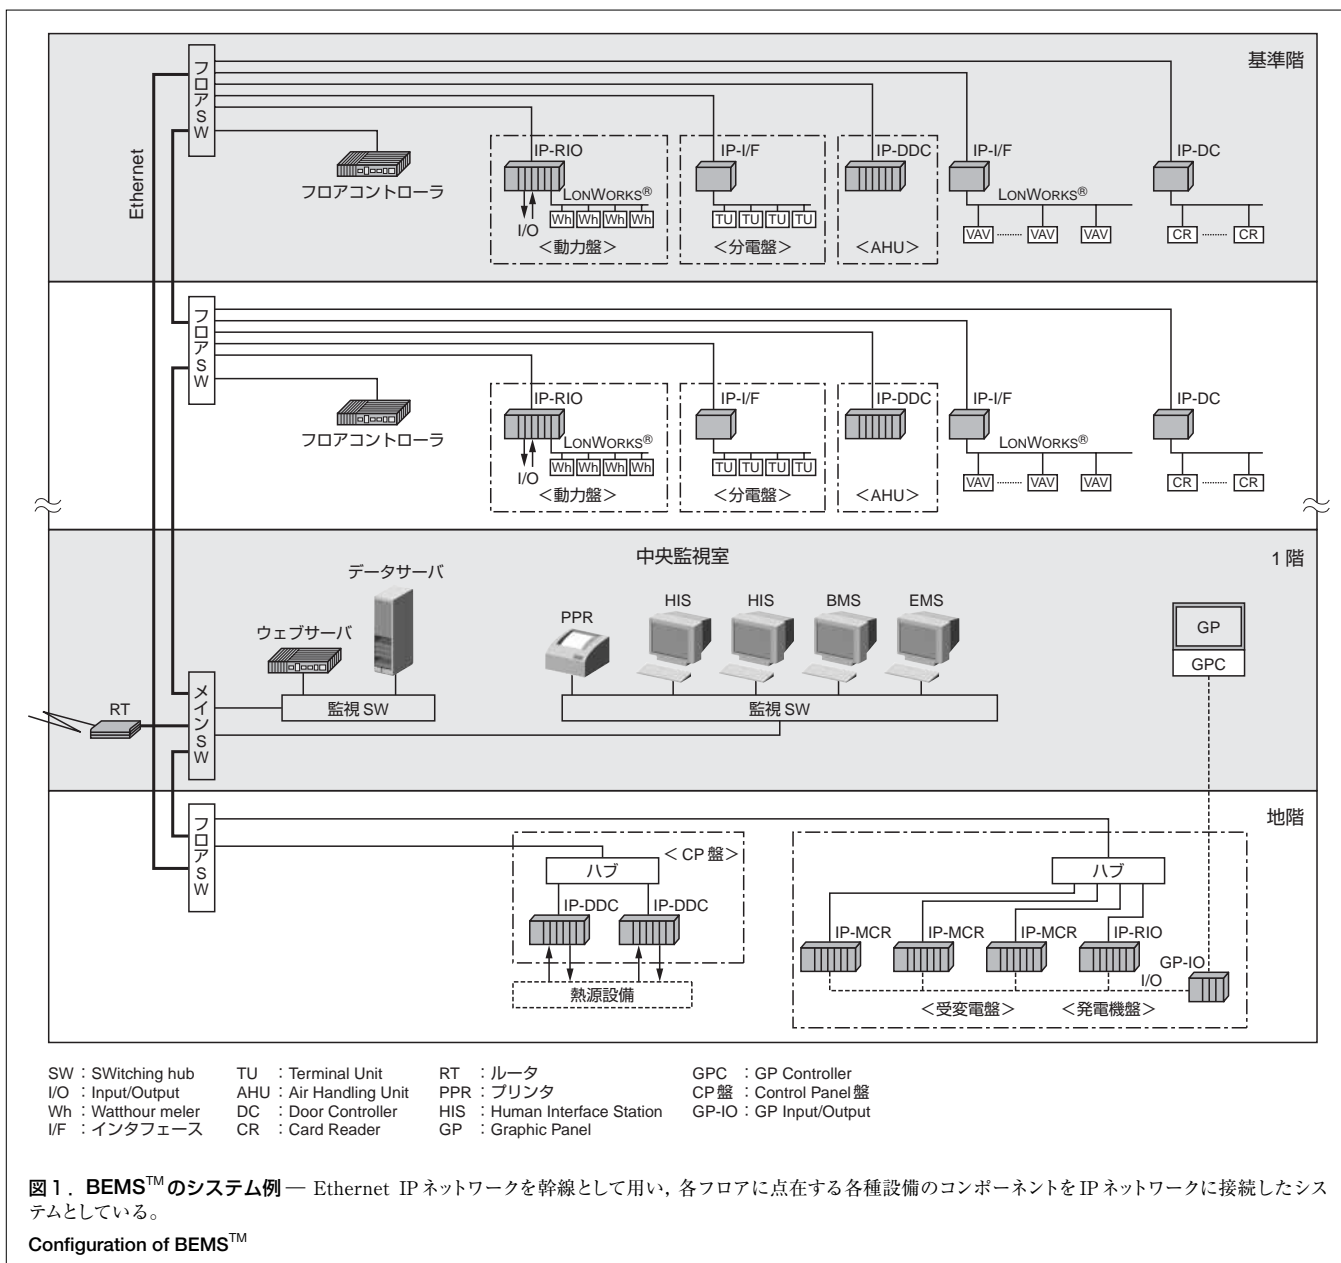 基準階
フロアSW
Ethernet
フロアコントローラ
IP-RIO
LONWORKS®
I/O
Wh Wh Wh Wh
<動力盤>
IP-I/F
TU TU TU TU
<分電盤>
IP-DDC
<AHU>
IP-I/F
LONWORKS®
VAV VAV VAV
IP-DC
CR CR
フロアSW
フロアコントローラ
IP-RIO
LONWORKS®
I/O
Wh Wh Wh Wh
<動力盤>
IP-I/F
TU TU TU TU
<分電盤>
IP-DDC
<AHU>
IP-I/F
LONWORKS®
VAV VAV VAV
IP-DC
CR CR
中央監視室
1階
データサーバ
ウェブサーバ
監視SW
PPR
HIS
HIS
BMS
EMS
監視SW
GP
GPC
RT
メインSW
地階
フロアSW
<CP盤>
ハブ
IP-DDC IP-DDC
熱源設備
ハブ
IP-MCR IP-MCR IP-MCR IP-RIO
GP-IO
I/O
<受変電盤> <発電機盤>
SW : SWitching hub
I/O : Input/Output
Wh : Watthour meler
I/F : インタフェース
TU : Terminal Unit
AHU : Air Handling Unit
DC : Door Controller
CR : Card Reader
RT : ルータ
PPR : プリンタ
HIS : Human Interface Station
GP : Graphic Panel
GPC : GP Controller
CP盤 : Control Panel盤
GP-IO : GP Input/Output
図1. BEMS™のシステム例 — Ethernet IPネットワークを幹線として用い，各フロアに点在する各種設備のコンポーネントをIPネットワークに接続したシス
テムとしている。
Configuration of BEMS™